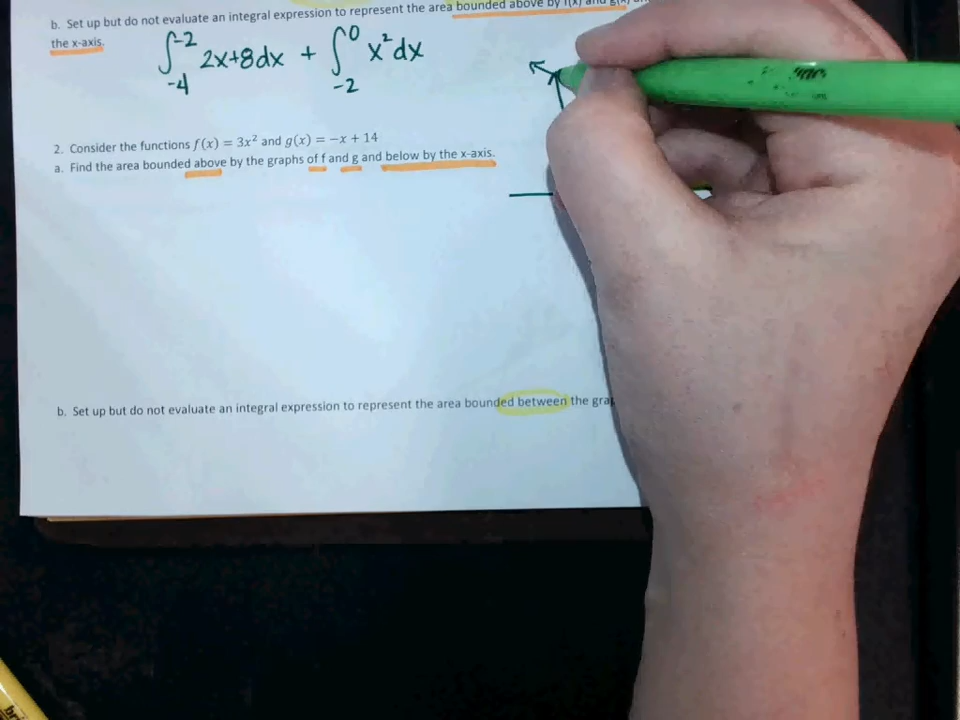 b. Set up but do not evaluate an integral expression to represent the area bounded above by f(x) and g(x)
the x-axis.
∫_{-4}^{-2} 2x+8dx + ∫_{-2}^{0} x²dx
2. Consider the functions f(x) = 3x² and g(x) = −x + 14
a. Find the area bounded above by the graphs of f and g and below by the x-axis.
b. Set up but do not evaluate an integral expression to represent the area bounded between the